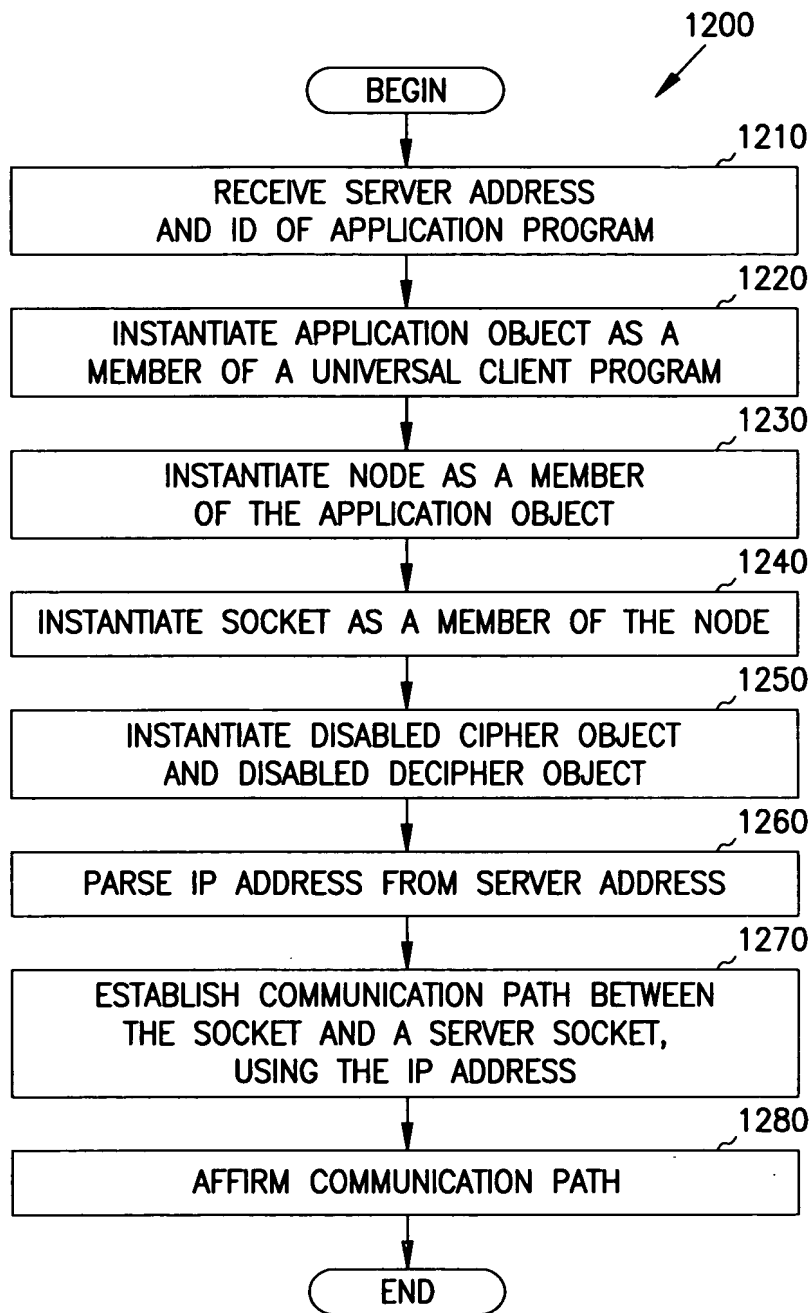 1200
BEGIN
1210
RECEIVE SERVER ADDRESS
AND ID OF APPLICATION PROGRAM
1220
INSTANTIATE APPLICATION OBJECT AS A
MEMBER OF A UNIVERSAL CLIENT PROGRAM
1230
INSTANTIATE NODE AS A MEMBER
OF THE APPLICATION OBJECT
1240
INSTANTIATE SOCKET AS A MEMBER OF THE NODE
1250
INSTANTIATE DISABLED CIPHER OBJECT
AND DISABLED DECIPHER OBJECT
1260
PARSE IP ADDRESS FROM SERVER ADDRESS
1270
ESTABLISH COMMUNICATION PATH BETWEEN
THE SOCKET AND A SERVER SOCKET,
USING THE IP ADDRESS
1280
AFFIRM COMMUNICATION PATH
END